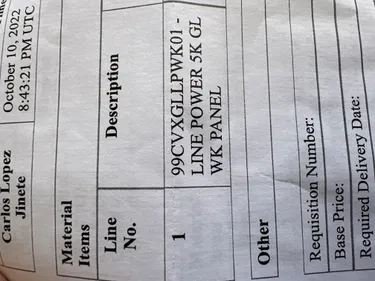 Carlos Lopez
Jinete
October 10, 2022
8:43:21 PM UTC
Material
Items
Line
No.
Description
1
99CVXGLLPWK01 -
LINE POWER 5K GL
WK PANEL
Other
Requisition Number:
Base Price:
Required Delivery Date: